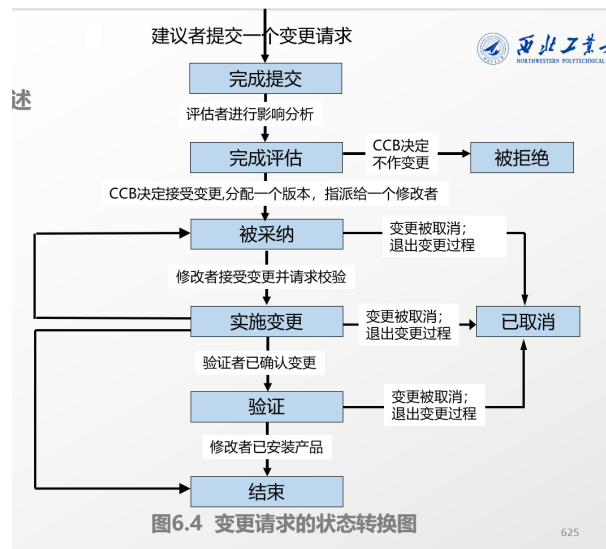 建议者提交一个变更请求
西北工业
NORTHWESTERN POLYTECHNICAL
完成提交
述
评估者进行影响分析
完成评估
CCB决定
不作变更
被拒绝
CCB决定接受变更,分配一个版本，指派给一个修改者
被采纳
变更被取消；
退出变更过程
修改者接受变更并请求校验
实施变更
变更被取消；
退出变更过程
已取消
验证者已确认变更
验证
变更被取消；
退出变更过程
修改者已安装产品
结束
图6.4 变更请求的状态转换图
625